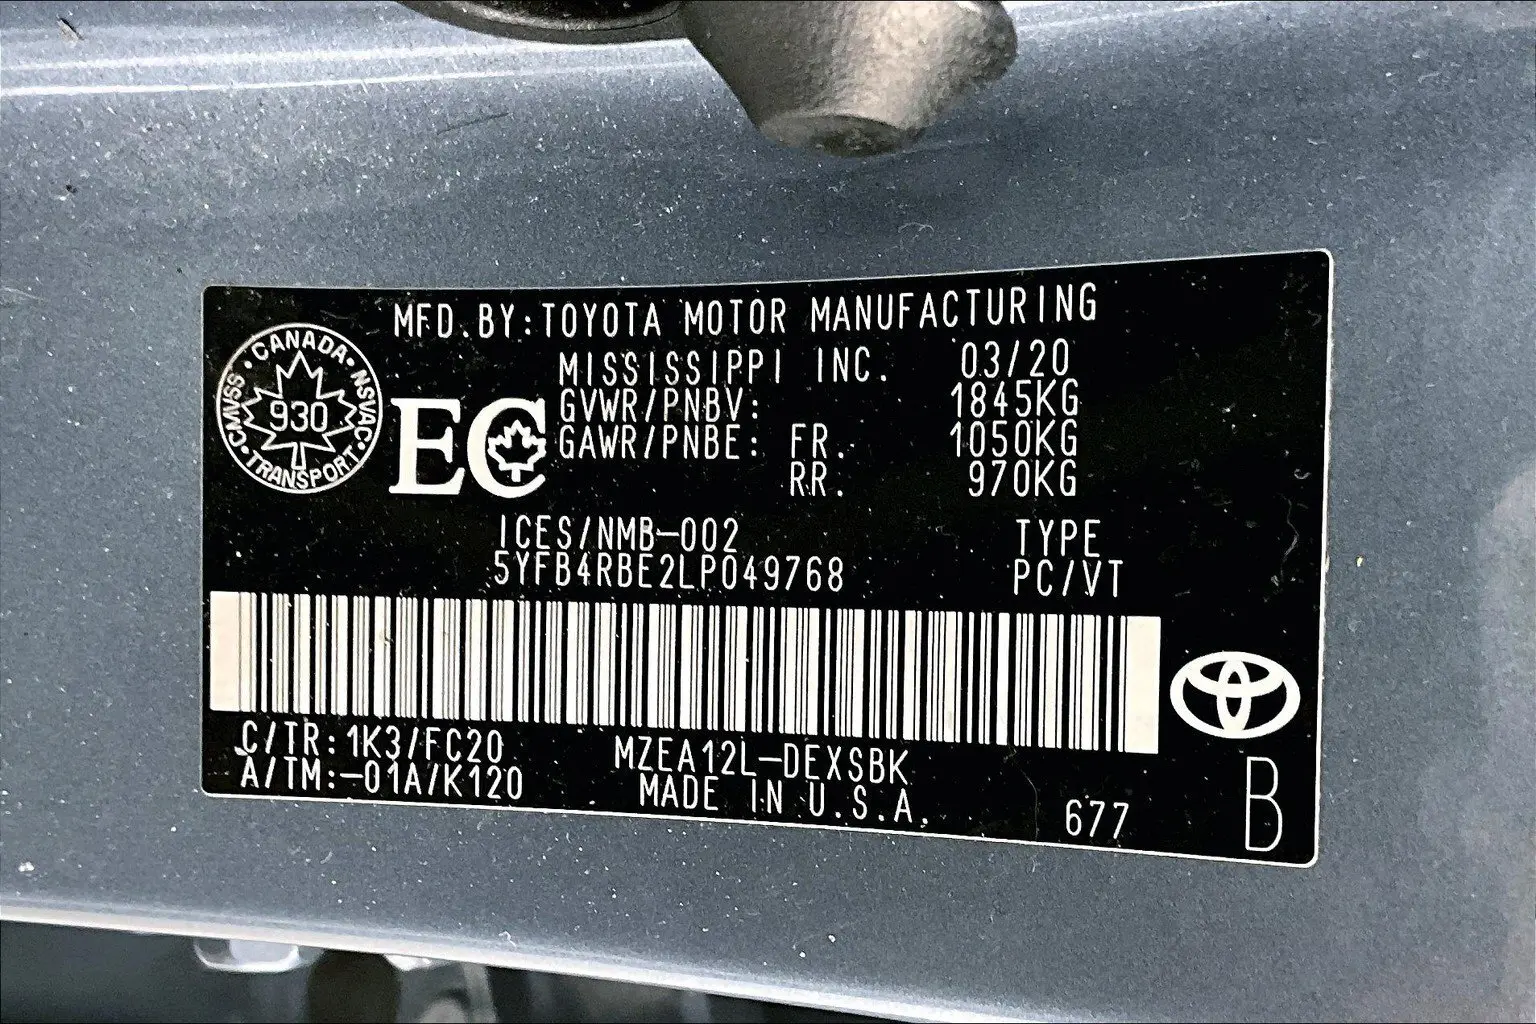 MFD.BY:TOYOTA MOTOR MANUFACTURING
MISSISSIPPI INC. 03/20
GVWR/PNBV: 1845KG
GAWR/PNBE: FR. 1050KG
RR. 970KG
·CANADA·
NSVAC
·TRANSPORT·
CMVSS
930
EC
ICES/NMB-002 TYPE
5YFB4RBE2LP049768 PC/VT
C/TR:1K3/FC20 MZEA12L-DEXSBK
A/TM:-01A/K120 MADE IN U.S.A. 677
B